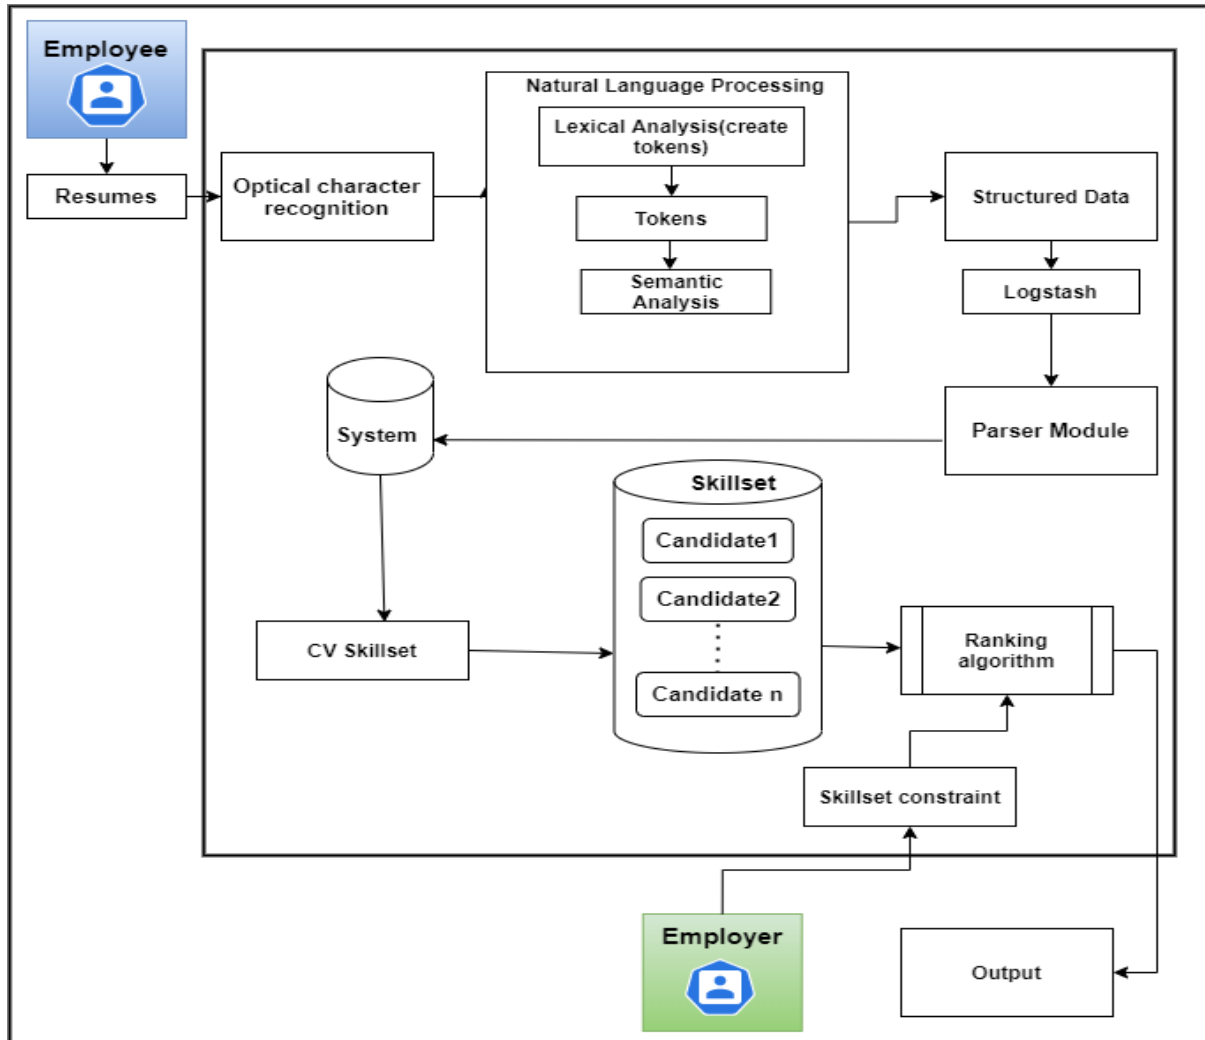 Employee
Resumes
Optical character
recognition
Natural Language Processing
Lexical Analysis(create
tokens)
Tokens
Semantic
Analysis
Structured Data
Logstash
Parser Module
System
CV Skillset
Skillset
Candidate1
Candidate2
Candidate n
Ranking
algorithm
Skillset constraint
Employer
Output